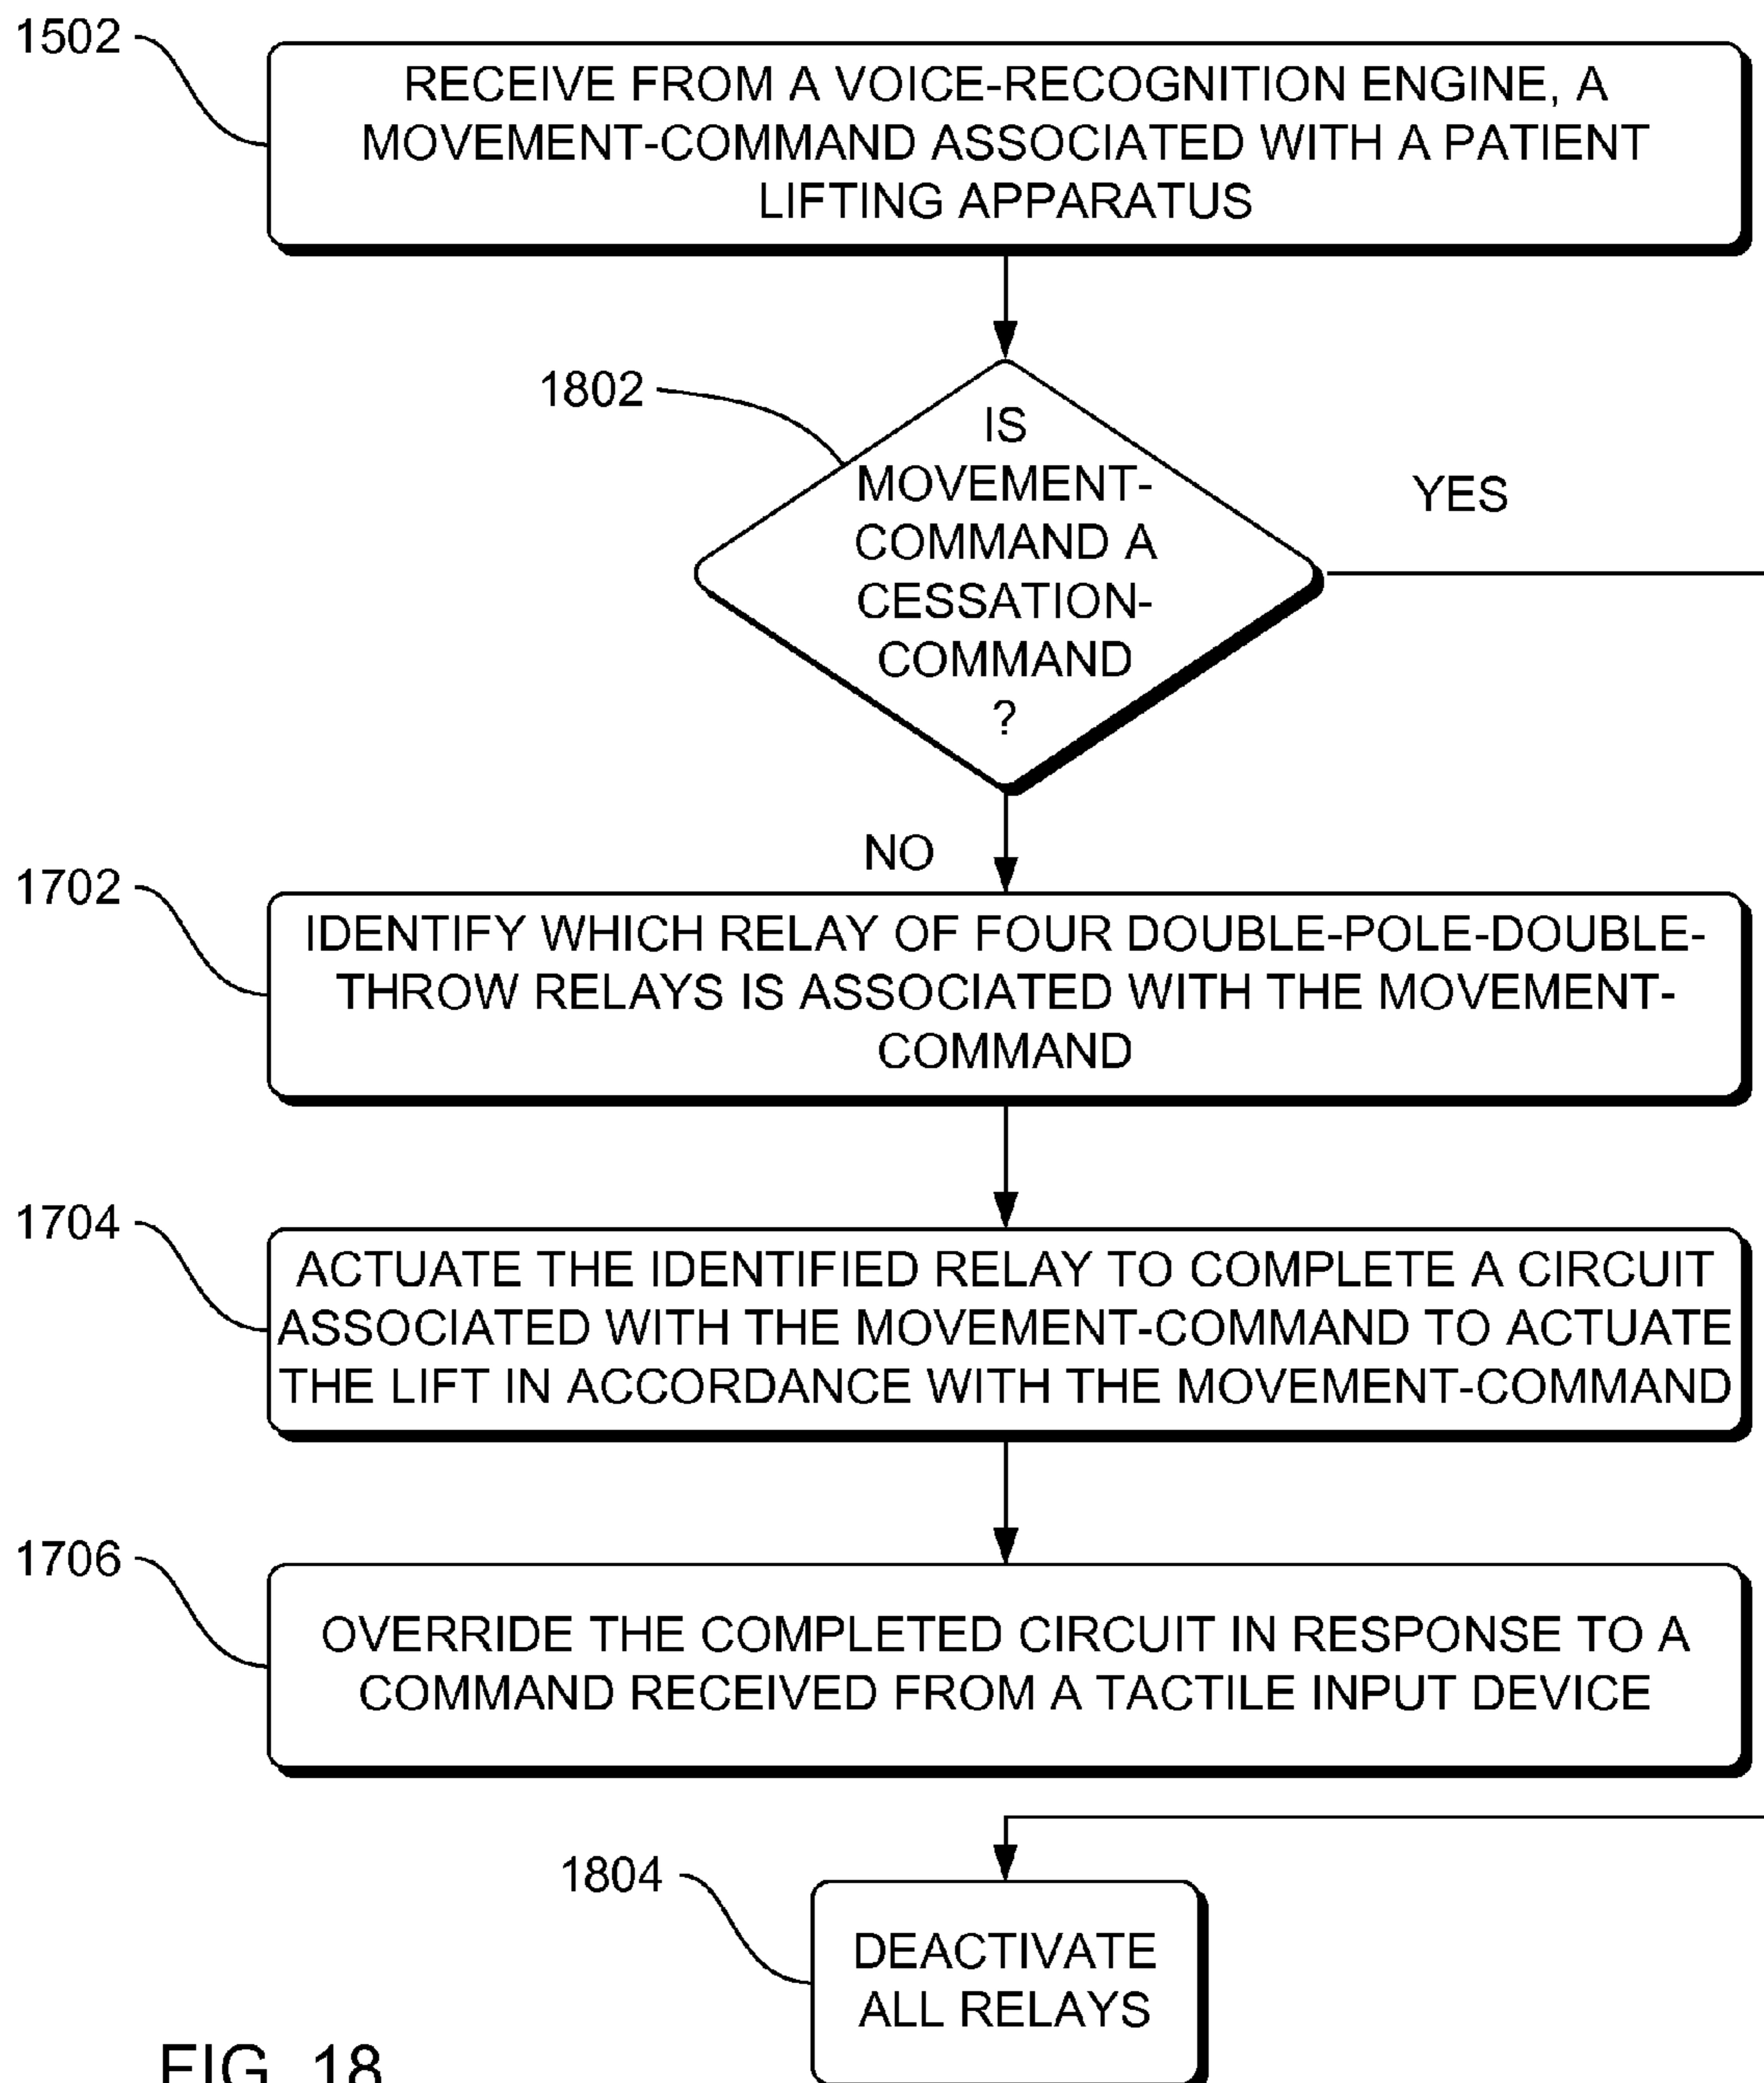 1502
RECEIVE FROM A VOICE-RECOGNITION ENGINE, A
MOVEMENT-COMMAND ASSOCIATED WITH A PATIENT
LIFTING APPARATUS
1802
IS
MOVEMENT-
COMMAND A
CESSATION-
COMMAND
?
YES
NO
1702
IDENTIFY WHICH RELAY OF FOUR DOUBLE-POLE-DOUBLE-
THROW RELAYS IS ASSOCIATED WITH THE MOVEMENT-
COMMAND
1704
ACTUATE THE IDENTIFIED RELAY TO COMPLETE A CIRCUIT
ASSOCIATED WITH THE MOVEMENT-COMMAND TO ACTUATE
THE LIFT IN ACCORDANCE WITH THE MOVEMENT-COMMAND
1706
OVERRIDE THE COMPLETED CIRCUIT IN RESPONSE TO A
COMMAND RECEIVED FROM A TACTILE INPUT DEVICE
1804
DEACTIVATE
ALL RELAYS
FIG. 18